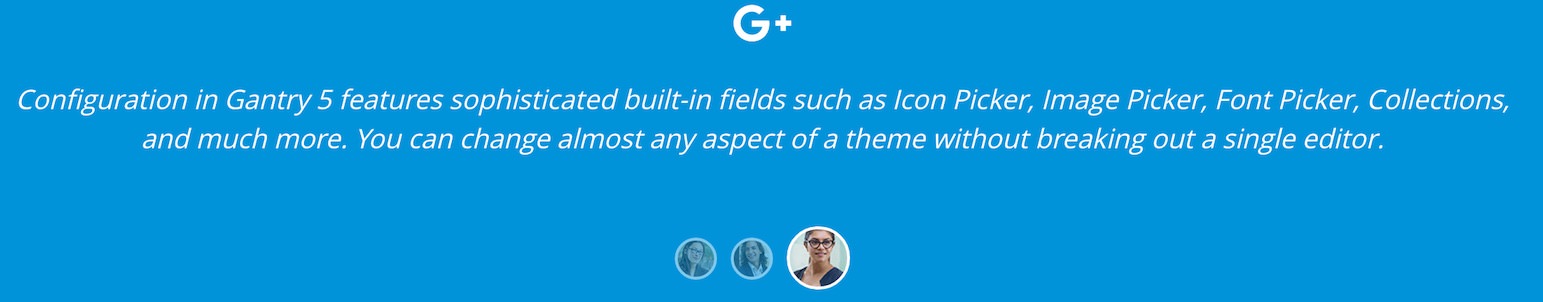 G+
Configuration in Gantry 5 features sophisticated built-in fields such as Icon Picker, Image Picker, Font Picker, Collections,
and much more. You can change almost any aspect of a theme without breaking out a single editor.